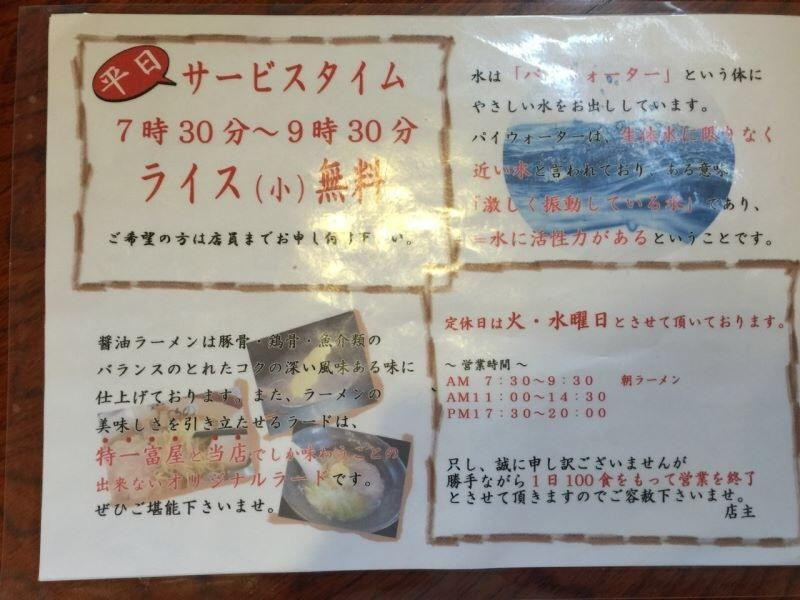 平日
サービスタイム
7時30分～9時30分
ライス(小)無料
ご希望の方は店員までお申し付け下さい。
水は「パイウォーター」という体に
やさしい水をお出ししています。
パイウォーターは、生体水に限りなく
近い水と言われており、ある意味
「激しく振動している水」であり、
＝水に活性力があるということです。
醤油ラーメンは豚骨・鶏骨・魚介類の
バランスのとれたコクの深い風味ある味に
仕上げております。また、ラーメンの
美味しさを引き立たせるラードは、
特一富屋と当店でしか味わうことの
出来ないオリジナルラードです。
ぜひご堪能下さいませ。
定休日は火・水曜日とさせて頂いております。
～営業時間～
AM 7:30～9:30 朝ラーメン
AM11:00～14:30
PM17:30～20:00
只し、誠に申し訳ございませんが
勝手ながら1日100食をもって営業を終了
とさせて頂きますのでご容赦下さいませ。
店主